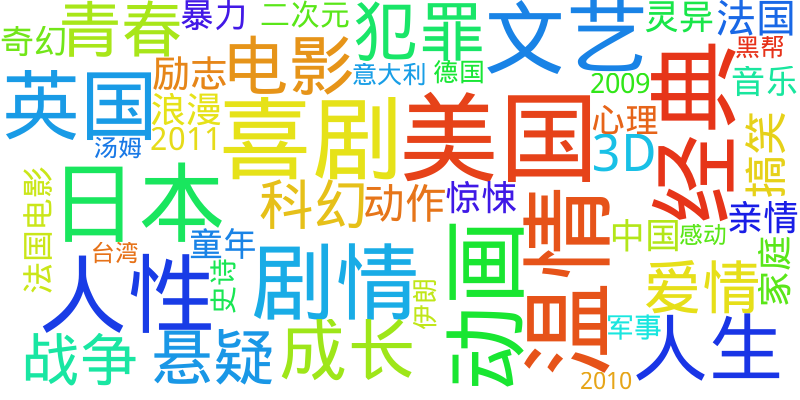 奇幻
青春
暴力
二次元
犯罪
文艺
灵异
法国
黑帮
英国
励志
电影
意大利
德国
2009
经典
音乐
浪漫
2011
汤姆
喜剧
美国
心理
3D
搞笑
日本
科幻
动作
惊悚
温情
亲情
法国电影
台湾
童年
中国
感动
人性
史诗
剧情
伊朗
动画
爱情
家庭
战争
悬疑
成长
军事
人生
2010